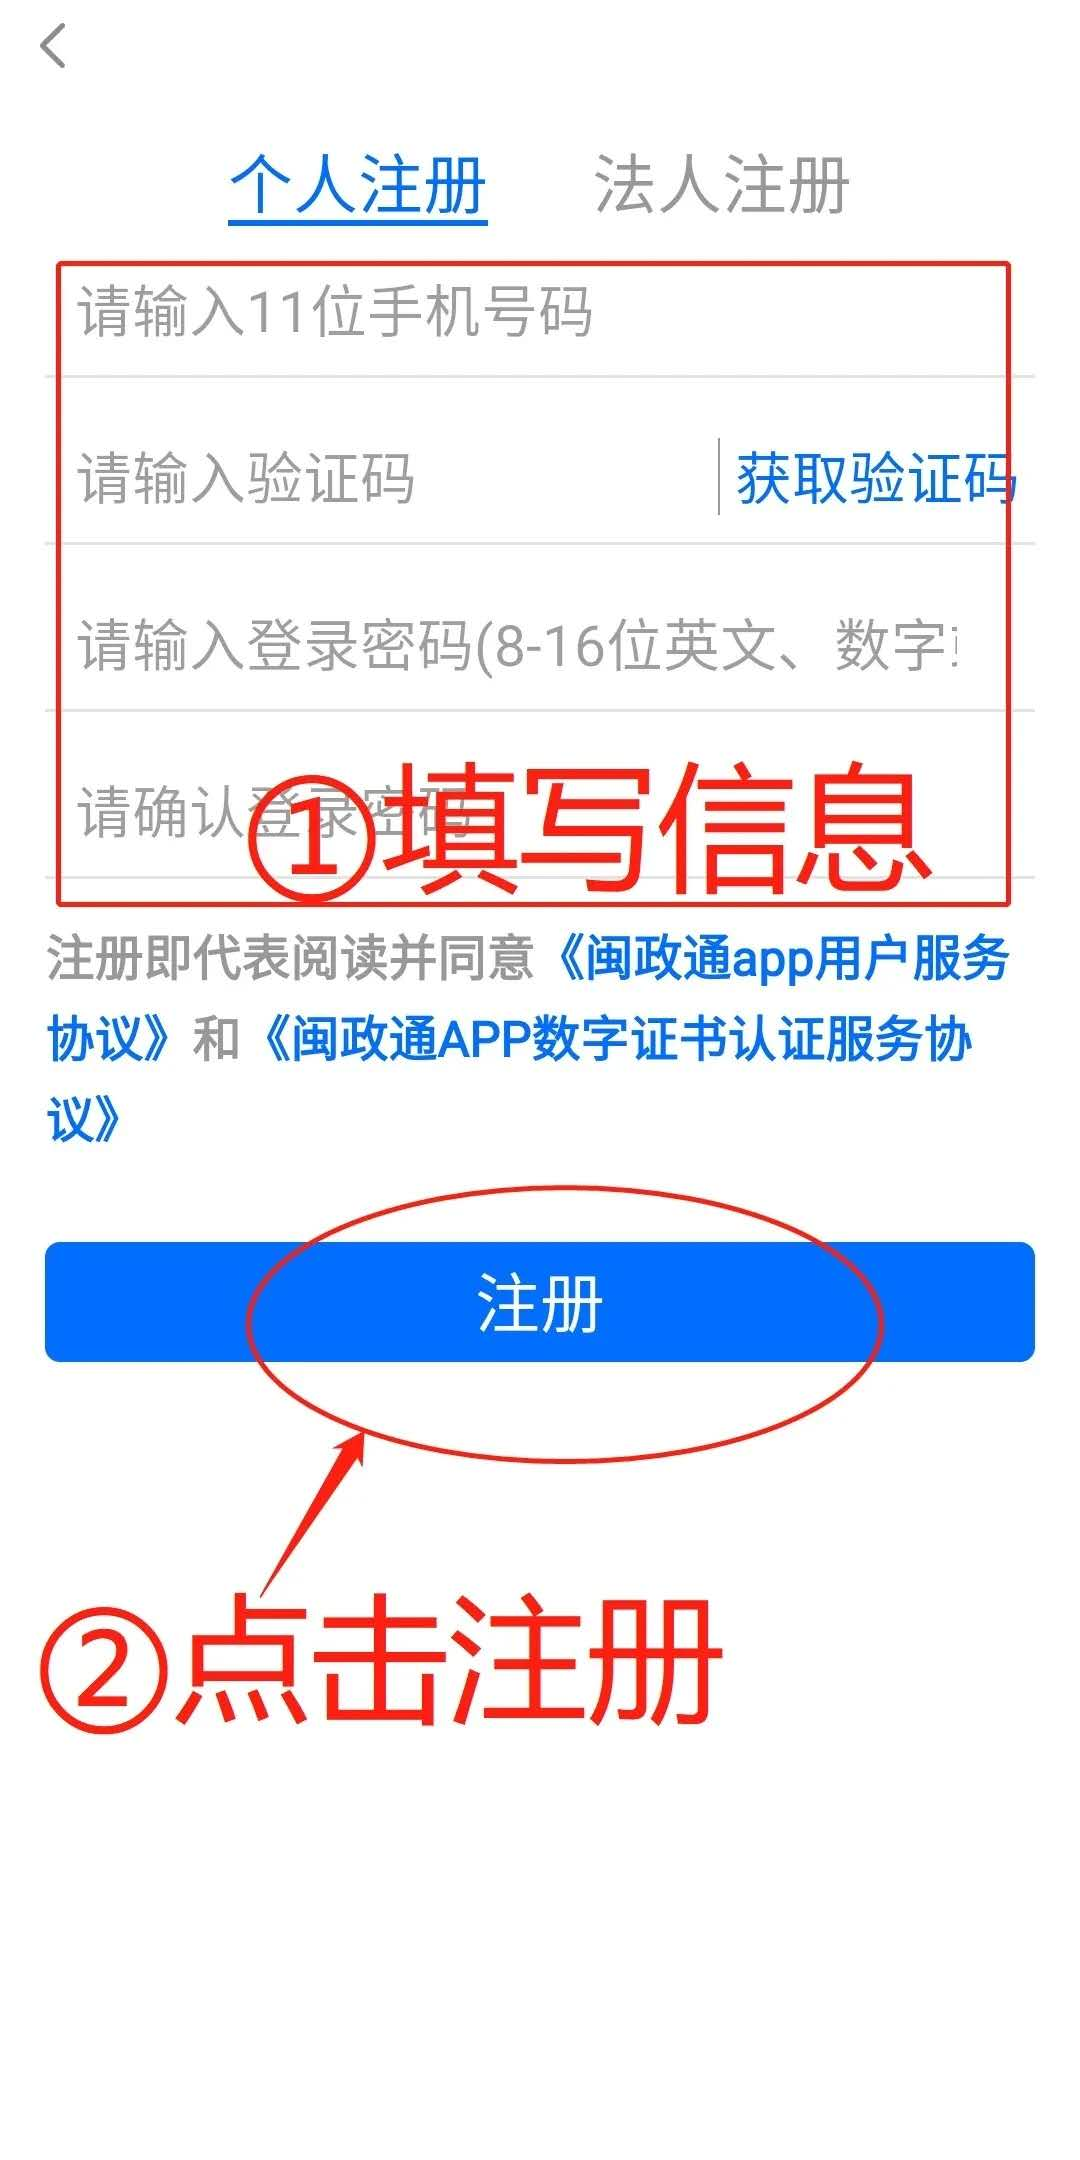 个人注册 法人注册
请输入11位手机号码
请输入验证码 获取验证码
请输入登录密码(8-16位英文、数字
请确认登录密码
①填写信息
注册即代表阅读并同意《闽政通app用户服务
协议》和《闽政通APP数字证书认证服务协
议》
注册
②点击注册